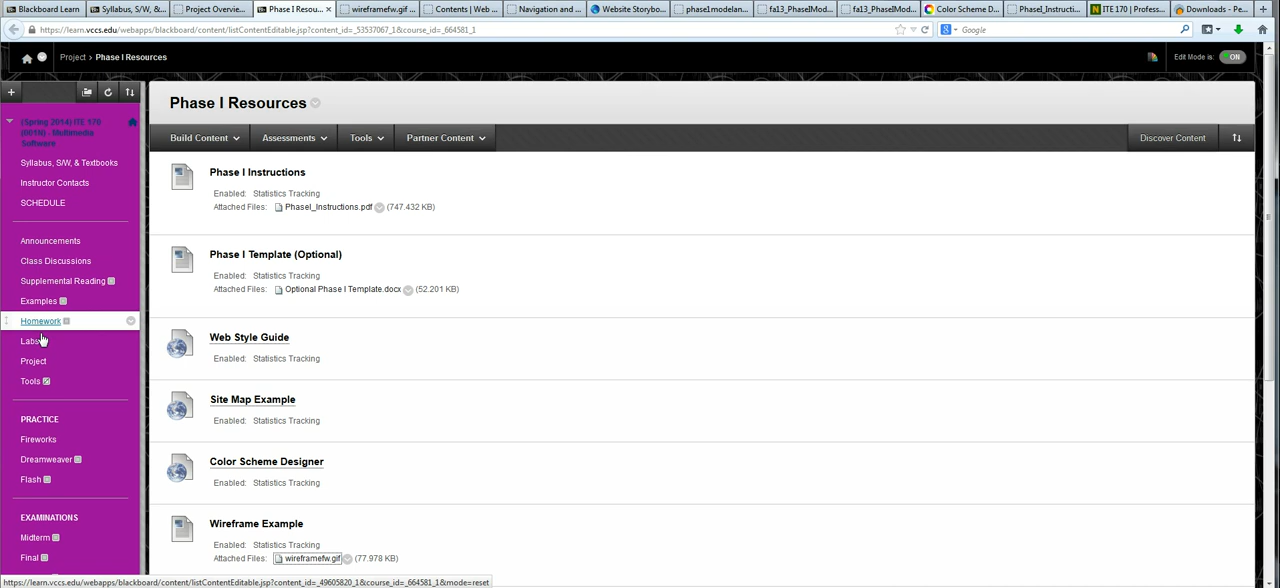 Blackboard Learn
Syllabus, S/W, &...
Project Overvie...
Phase I Resou...
wireframefw.gif ...
Contents | Web ...
Navigation and ...
Website Storybo...
phase1modelan...
fa13_PhaseIMod...
fa13_PhaseIMod...
Color Scheme D...
PhaseI_Instructi...
ITE 170 | Profess...
Downloads - Pe...
https://learn.vccs.edu/webapps/blackboard/content/listContentEditable.jsp?content_id=_53537067_1&course_id=_664581_1
Google
Project > Phase I Resources
Edit Mode is: ON
(Spring 2014) ITE 170
(001N) - Multimedia
Software
Syllabus, S/W, & Textbooks
Instructor Contacts
SCHEDULE
Announcements
Class Discussions
Supplemental Reading
Examples
Homework
Labs
Project
Tools
PRACTICE
Fireworks
Dreamweaver
Flash
EXAMINATIONS
Midterm
Final
Phase I Resources
Build Content
Assessments
Tools
Partner Content
Discover Content
Phase I Instructions
Enabled: Statistics Tracking
Attached Files: PhaseI_Instructions.pdf (747.432 KB)
Phase I Template (Optional)
Enabled: Statistics Tracking
Attached Files: Optional Phase I Template.docx (52.201 KB)
Web Style Guide
Enabled: Statistics Tracking
Site Map Example
Enabled: Statistics Tracking
Color Scheme Designer
Enabled: Statistics Tracking
Wireframe Example
Enabled: Statistics Tracking
Attached Files: wireframefw.gif (77.978 KB)
https://learn.vccs.edu/webapps/blackboard/content/listContentEditable.jsp?content_id=_49605820_1&course_id=_664581_1&mode=reset